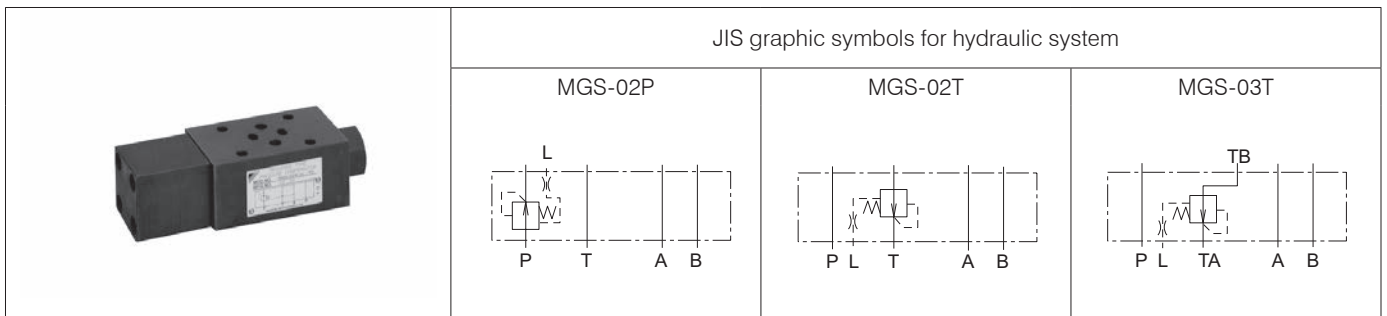 JIS graphic symbols for hydraulic system
MGS-02P
MGS-02T
MGS-03T
L
P T A B
P L T A B
TB
P L TA A B